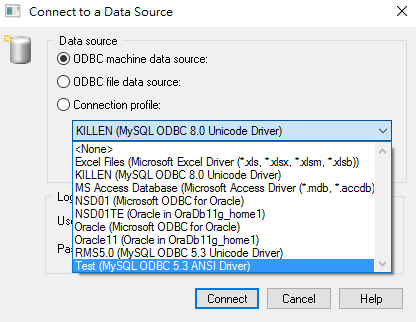 Connect to a Data Source
Data source
ODBC machine data source:
ODBC file data source:
Connection profile:
KILLEN (MySQL ODBC 8.0 Unicode Driver)
<None>
Excel Files (Microsoft Excel Driver (*.xls, *.xlsx, *.xlsm, *.xlsb))
KILLEN (MySQL ODBC 8.0 Unicode Driver)
MS Access Database (Microsoft Access Driver (*.mdb, *.accdb)
NSD01 (Microsoft ODBC for Oracle)
NSD01TE (Oracle in OraDb11g_home1)
Oracle (Microsoft ODBC for Oracle)
Oracle11 (Oracle in OraDb11g_home1)
RMS5.0 (MySQL ODBC 5.3 Unicode Driver)
Test (MySQL ODBC 5.3 ANSI Driver)
Log
Use
Pas
Connect
Cancel
Help